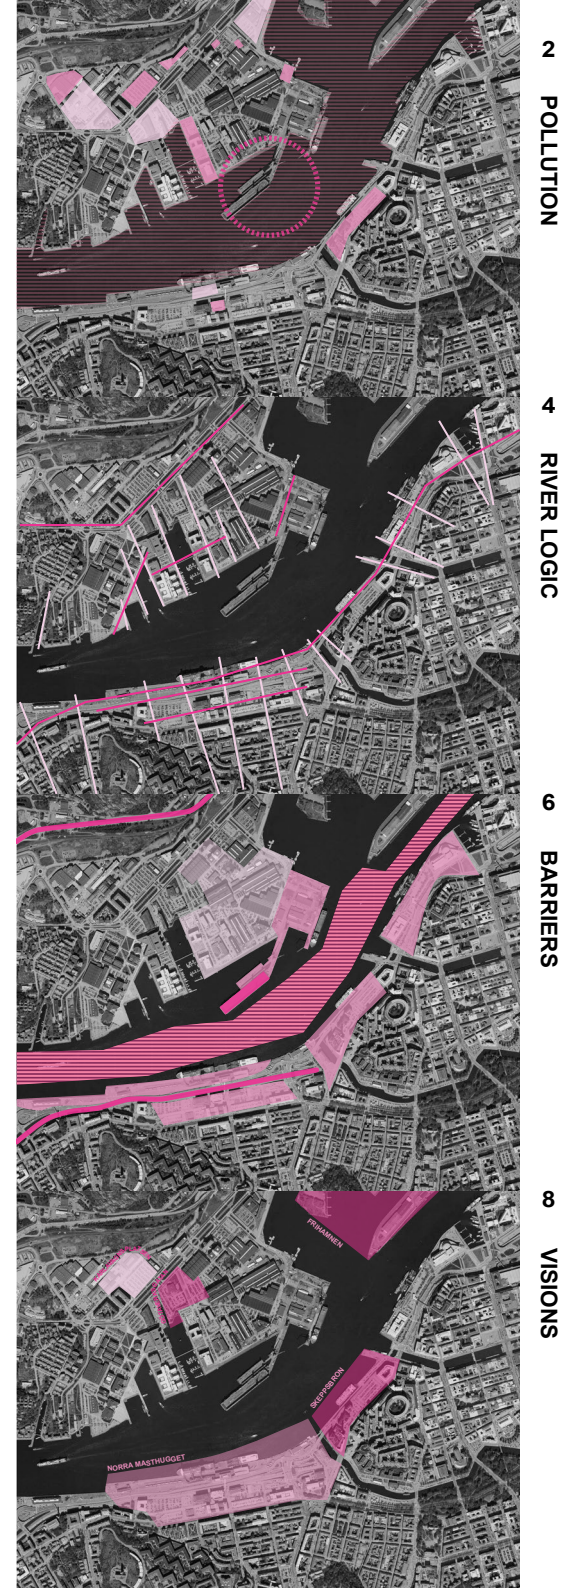 2
POLLUTION
4
RIVER LOGIC
6
BARRIERS
8
VISIONS
FRIHAMNEN
SKEPPSBRON
NORRA MASTHUGGET